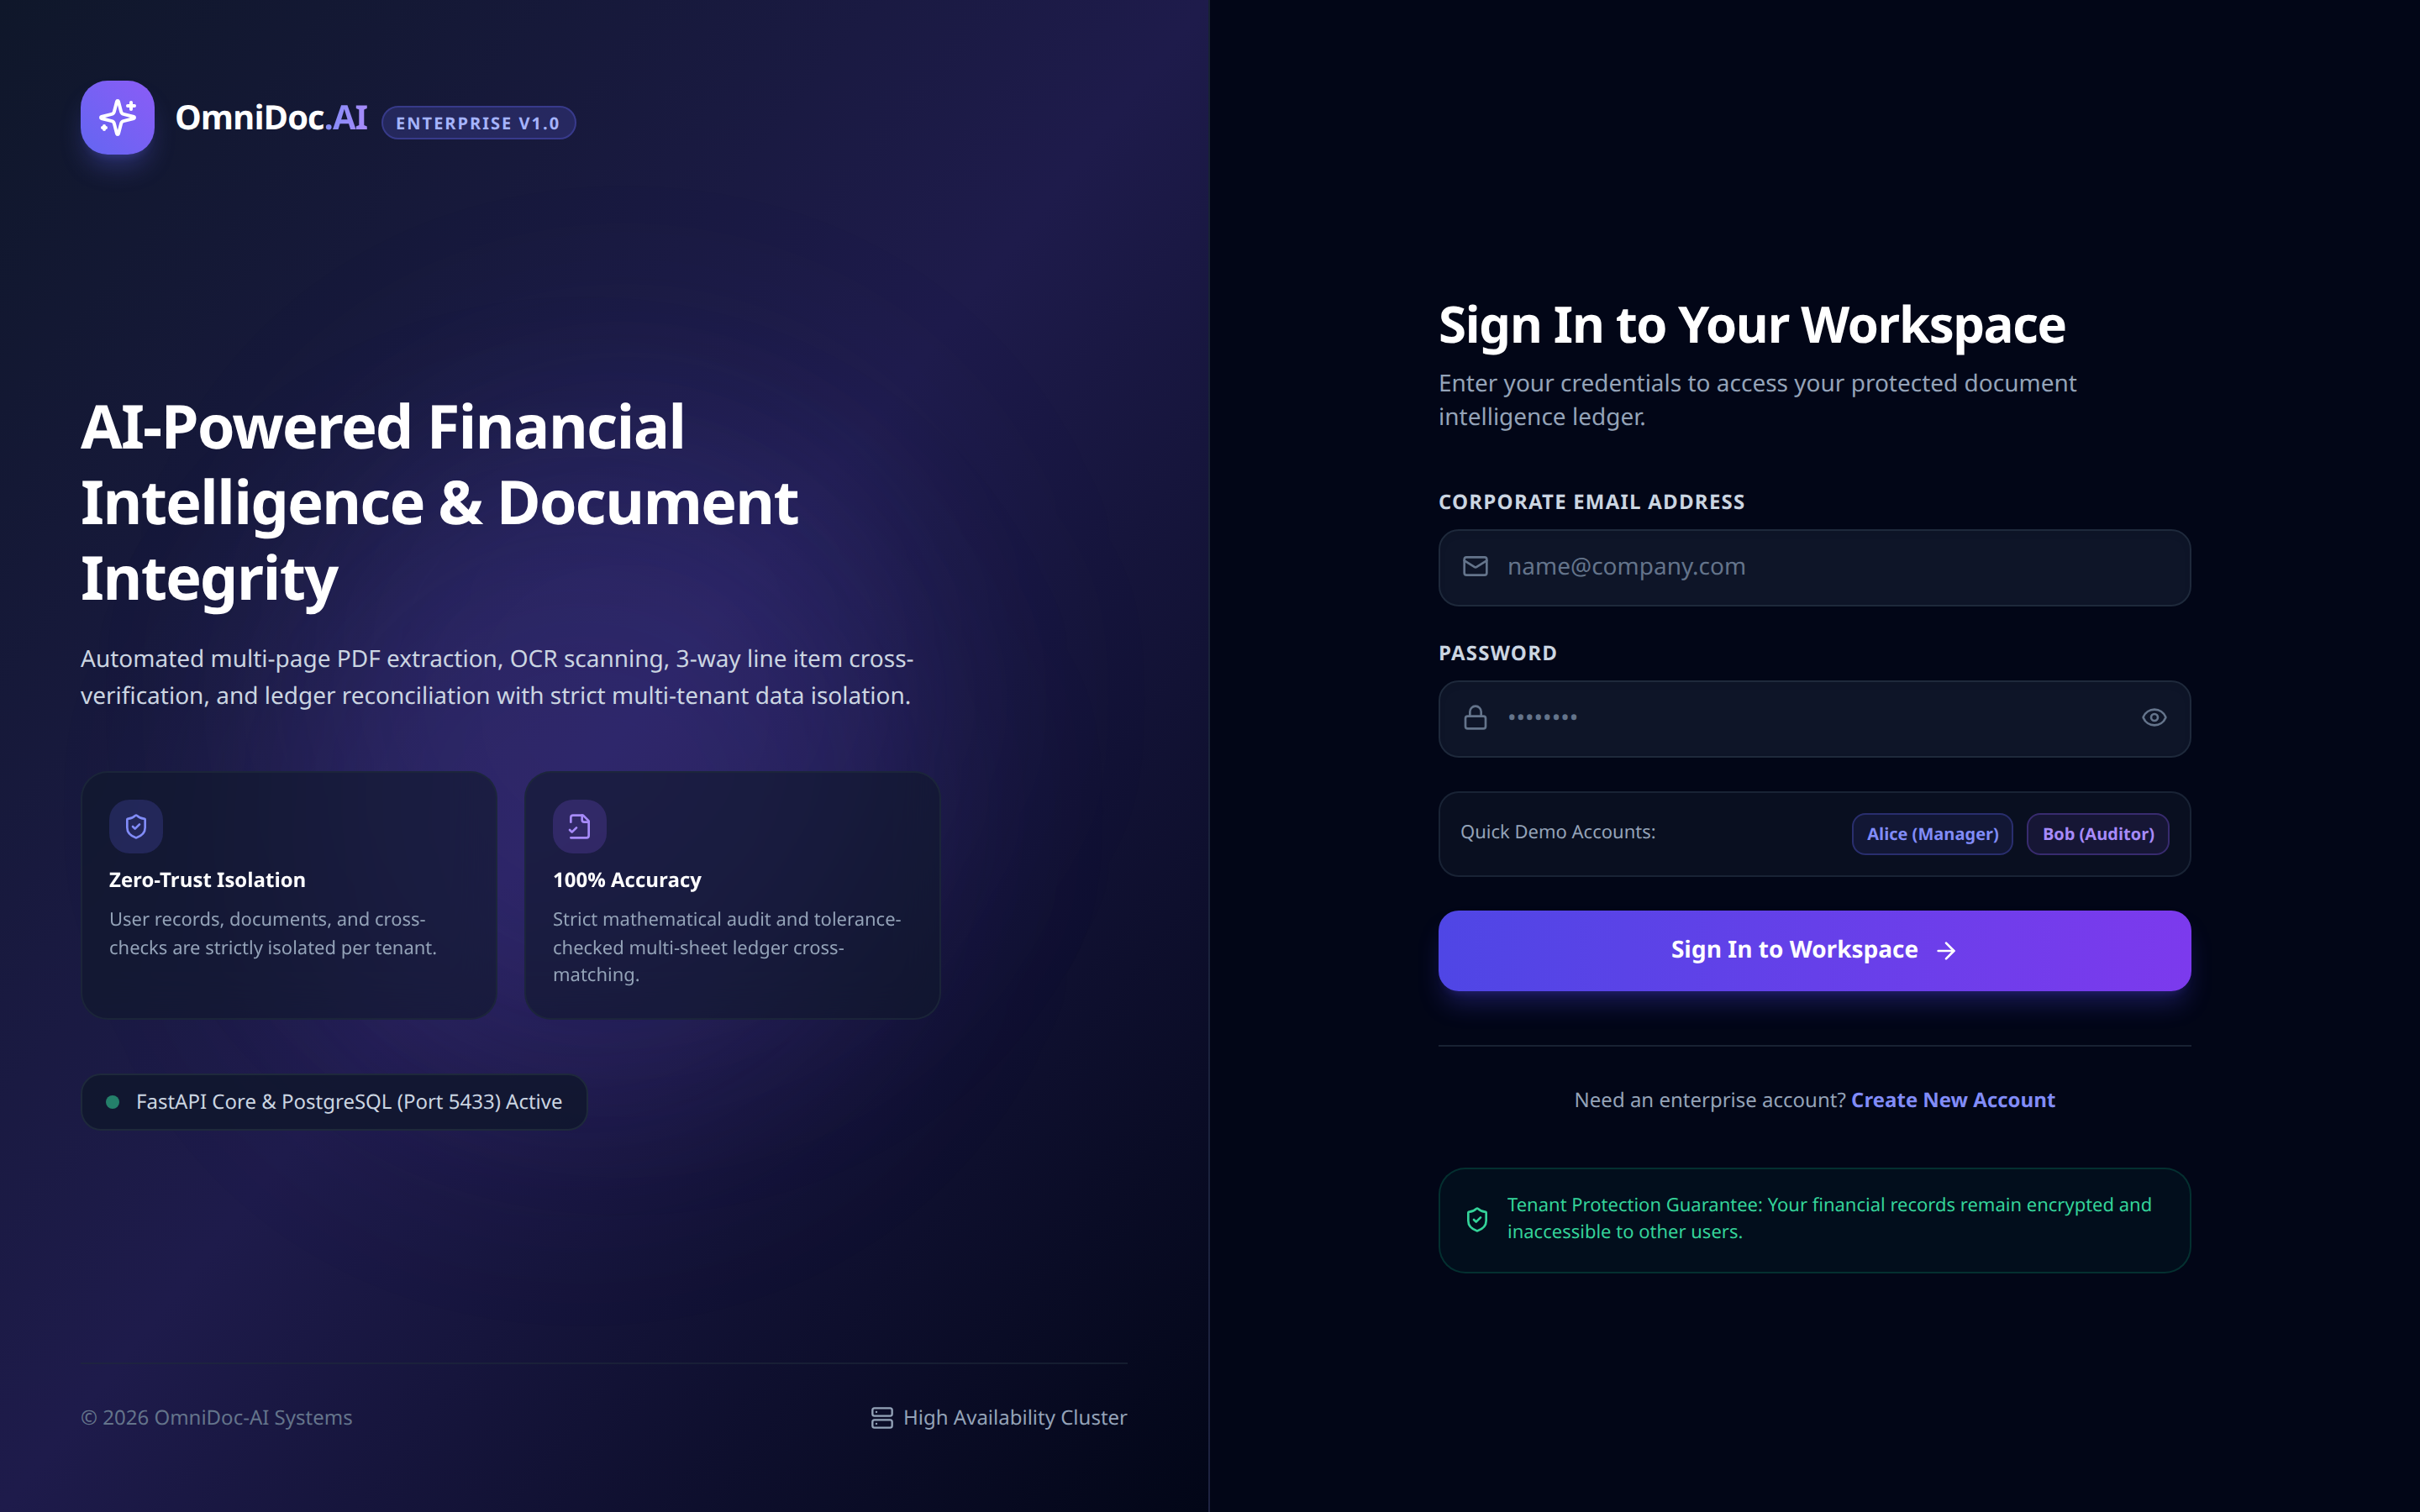 OmniDoc.AI ENTERPRISE V1.0
AI-Powered Financial
Intelligence & Document
Integrity
Automated multi-page PDF extraction, OCR scanning, 3-way line item cross-
verification, and ledger reconciliation with strict multi-tenant data isolation.
Zero-Trust Isolation
User records, documents, and cross-
checks are strictly isolated per tenant.
100% Accuracy
Strict mathematical audit and tolerance-
checked multi-sheet ledger cross-
matching.
FastAPI Core & PostgreSQL (Port 5433) Active
© 2026 OmniDoc-AI Systems
High Availability Cluster
Sign In to Your Workspace
Enter your credentials to access your protected document
intelligence ledger.
CORPORATE EMAIL ADDRESS
name@company.com
PASSWORD
••••••••
Quick Demo Accounts: Alice (Manager) Bob (Auditor)
Sign In to Workspace →
Need an enterprise account? Create New Account
Tenant Protection Guarantee: Your financial records remain encrypted and
inaccessible to other users.